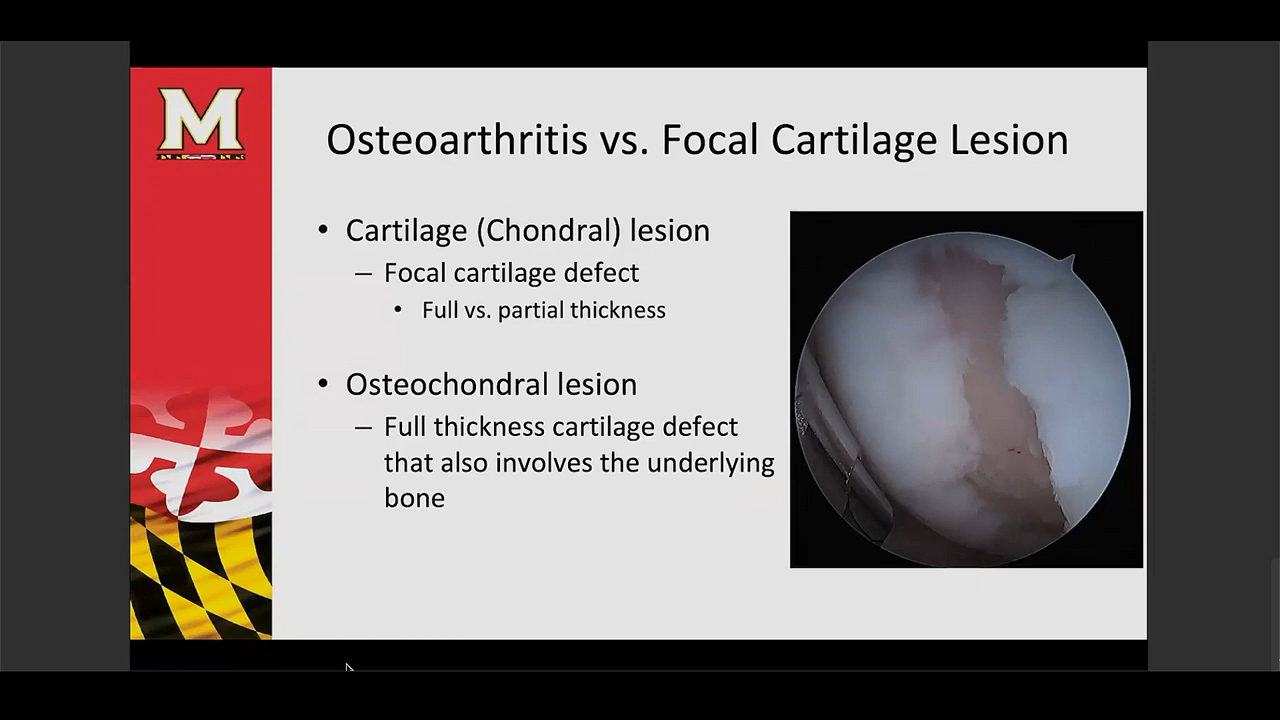 M
Osteoarthritis vs. Focal Cartilage Lesion
• Cartilage (Chondral) lesion
– Focal cartilage defect
• Full vs. partial thickness
• Osteochondral lesion
– Full thickness cartilage defect
that also involves the underlying
bone